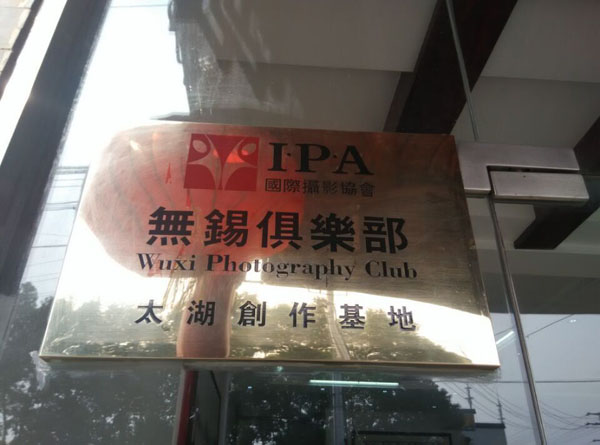 I·P·A
國際攝影協會
無錫俱樂部
Wuxi Photography Club
太湖創作基地